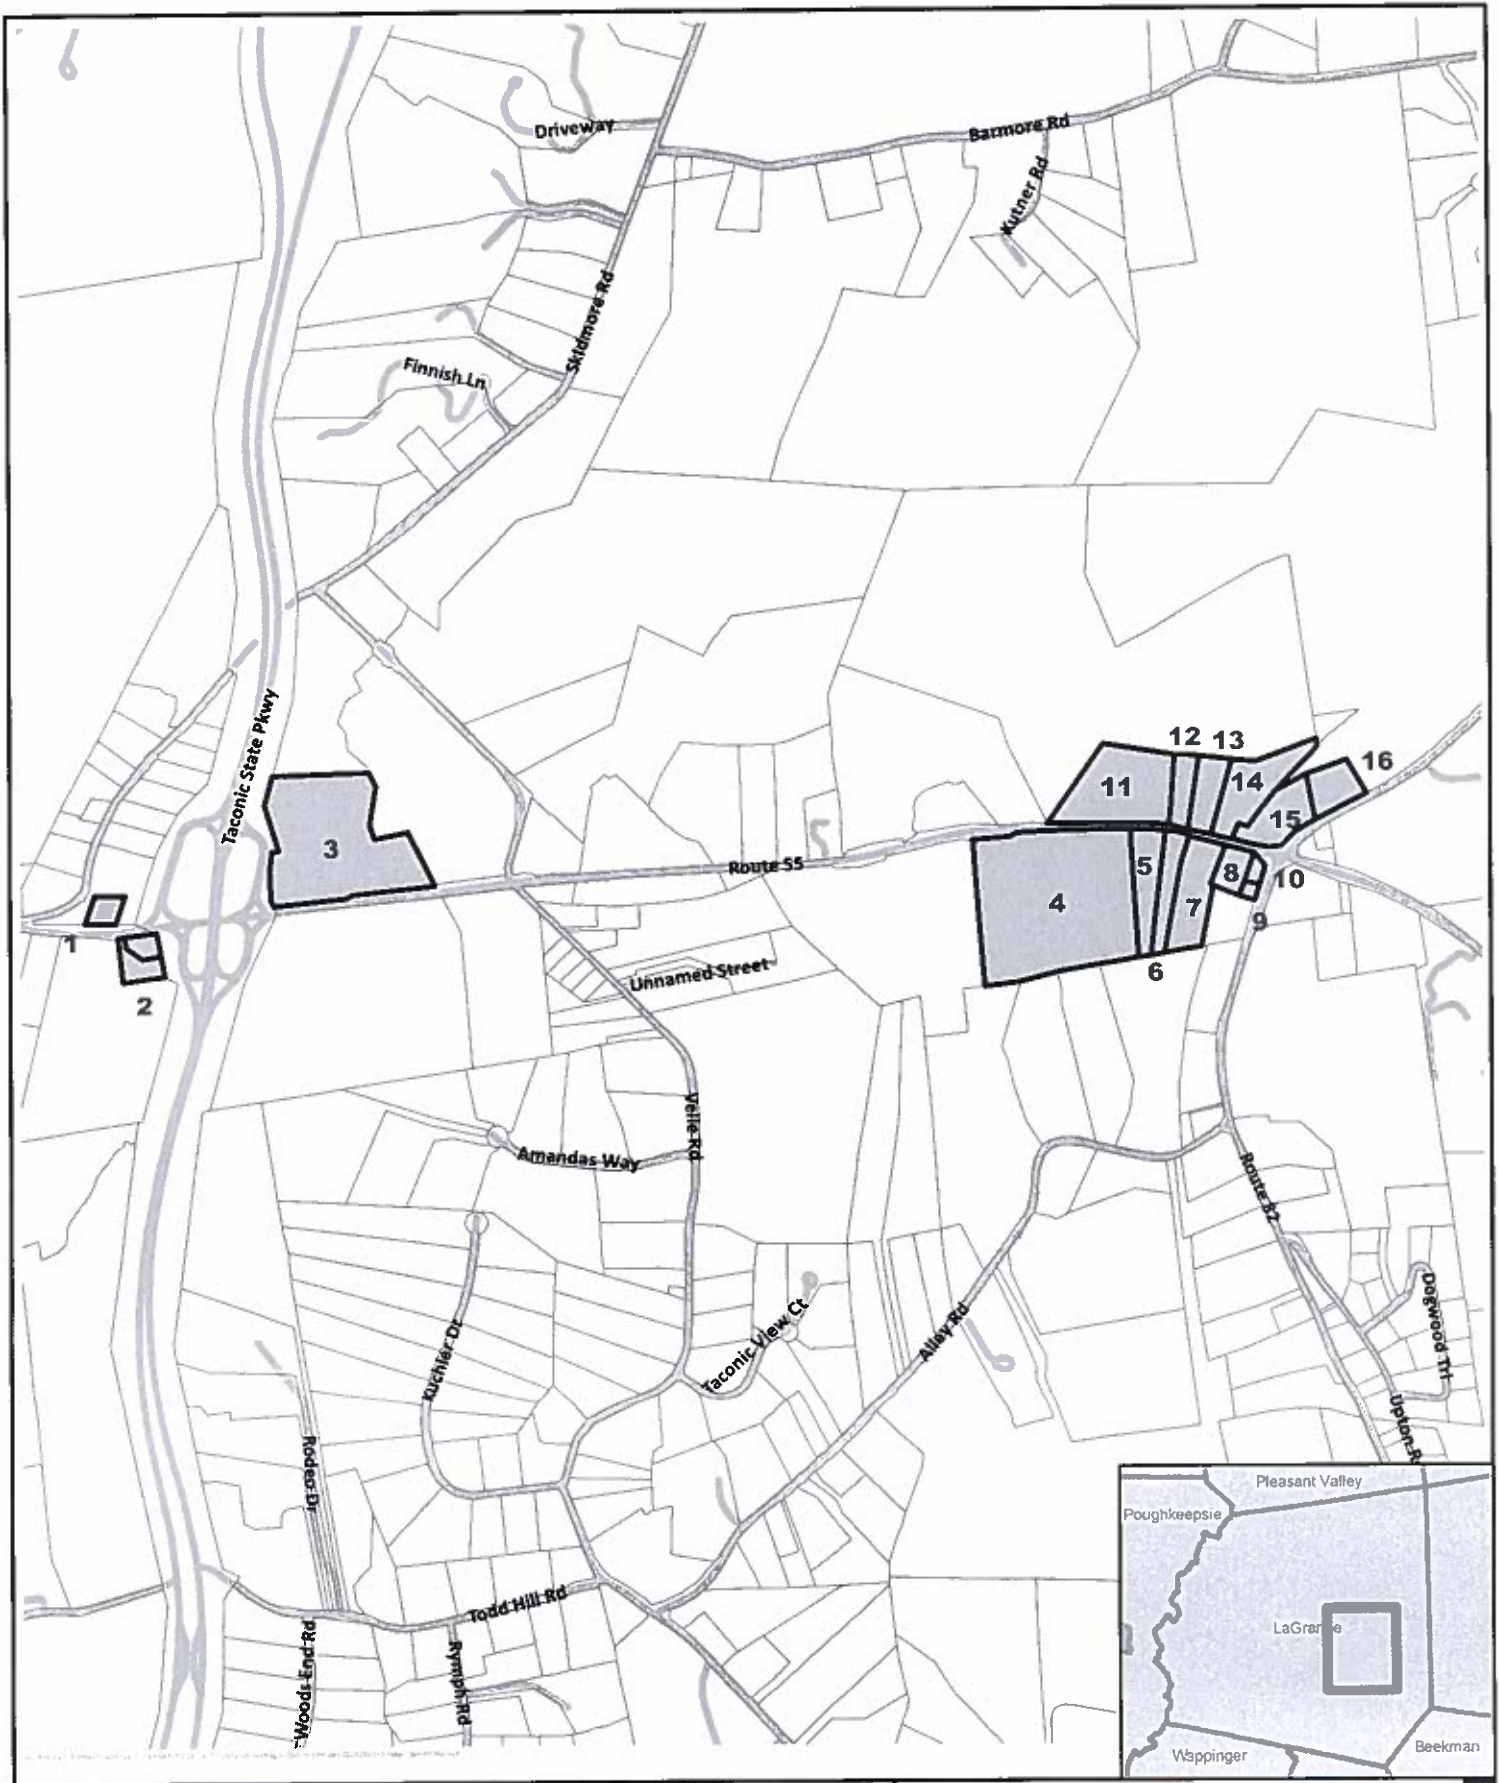 Driveway
Barmore Rd
Kutner Rd
Skidmore Rd
Finnish Ln
Taconic State Pkwy
12
13
16
11
14
15
3
Route 55
5
8
10
4
7
9
1
Unnamed Street
6
2
Velie Rd
Amandas Way
Route 82
Dogwood Trl
Taconic View Ct
Alley Rd
Kuchler Dr
Upton R
Rodeo Dr
Pleasant Valley
Poughkeepsie
Todd Hill Rd
LaGrange
Woods End Rd
Rymph Rd
Wappinger
Beekman